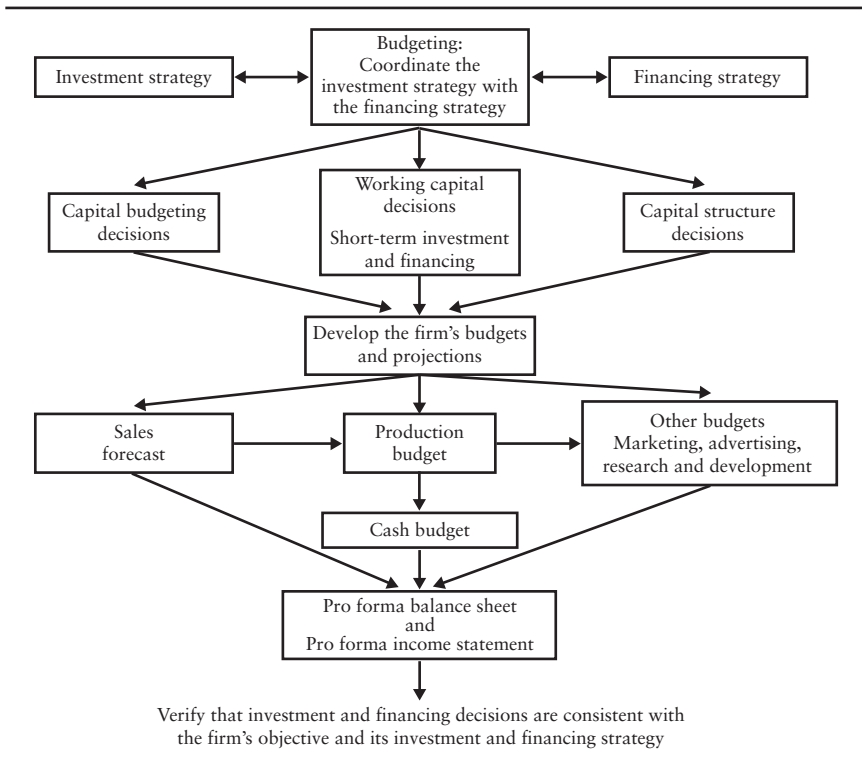 Budgeting:
Coordinate the
investment strategy with
the financing strategy
Investment strategy
Financing strategy
Capital budgeting
decisions
Working capital
decisions
Short-term investment
and financing
Capital structure
decisions
Develop the firm's budgets
and projections
Sales
forecast
Production
budget
Other budgets
Marketing, advertising,
research and development
Cash budget
Pro forma balance sheet
and
Pro forma income statement
Verify that investment and financing decisions are consistent with
the firm's objective and its investment and financing strategy